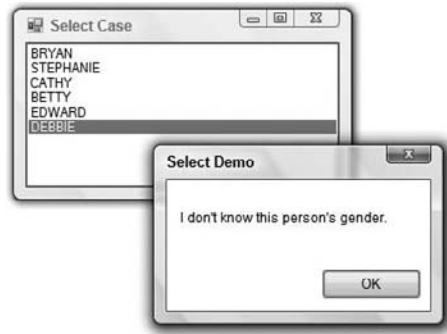 Select Case
BRYAN
STEPHANIE
CATHY
BETTY
EDWARD
DEBBIE
Select Demo
I don't know this person's gender.
OK